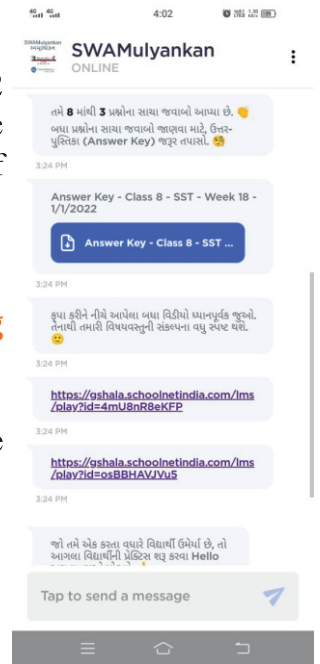 4:02
SWAMulyankan
ONLINE
તમે 8 માંથી 3 પ્રશ્નોના સાચા જવાબો આપ્યા છે. 👏
બધા પ્રશ્નોના સાચા જવાબો જાણવા માટે, ઉત્તર-
પુસ્તિકા (Answer Key) જરૂર તપાસો. 🧐
3:24 PM
Answer Key - Class 8 - SST - Week 18 -
1/1/2022
Answer Key - Class 8 - SST ...
3:24 PM
કૃપા કરીને નીચે આપેલા બધા વિડીયો ધ્યાનપૂર્વક જુઓ.
તેનાથી તમારી વિષયવસ્તુની સંકલ્પના વધુ સ્પષ્ટ થશે.
🙂
3:24 PM
https://gshala.schoolnetindia.com/lms
/play?id=4mU8nR8eKFP
3:24 PM
https://gshala.schoolnetindia.com/lms
/play?id=osBBHAVJVu5
3:24 PM
જો તમે એક કરતા વધારે વિદ્યાર્થી ઉમેર્યા છે, તો
આગલા વિદ્યાર્થીની પ્રેક્ટિસ શરૂ કરવા Hello
Tap to send a message